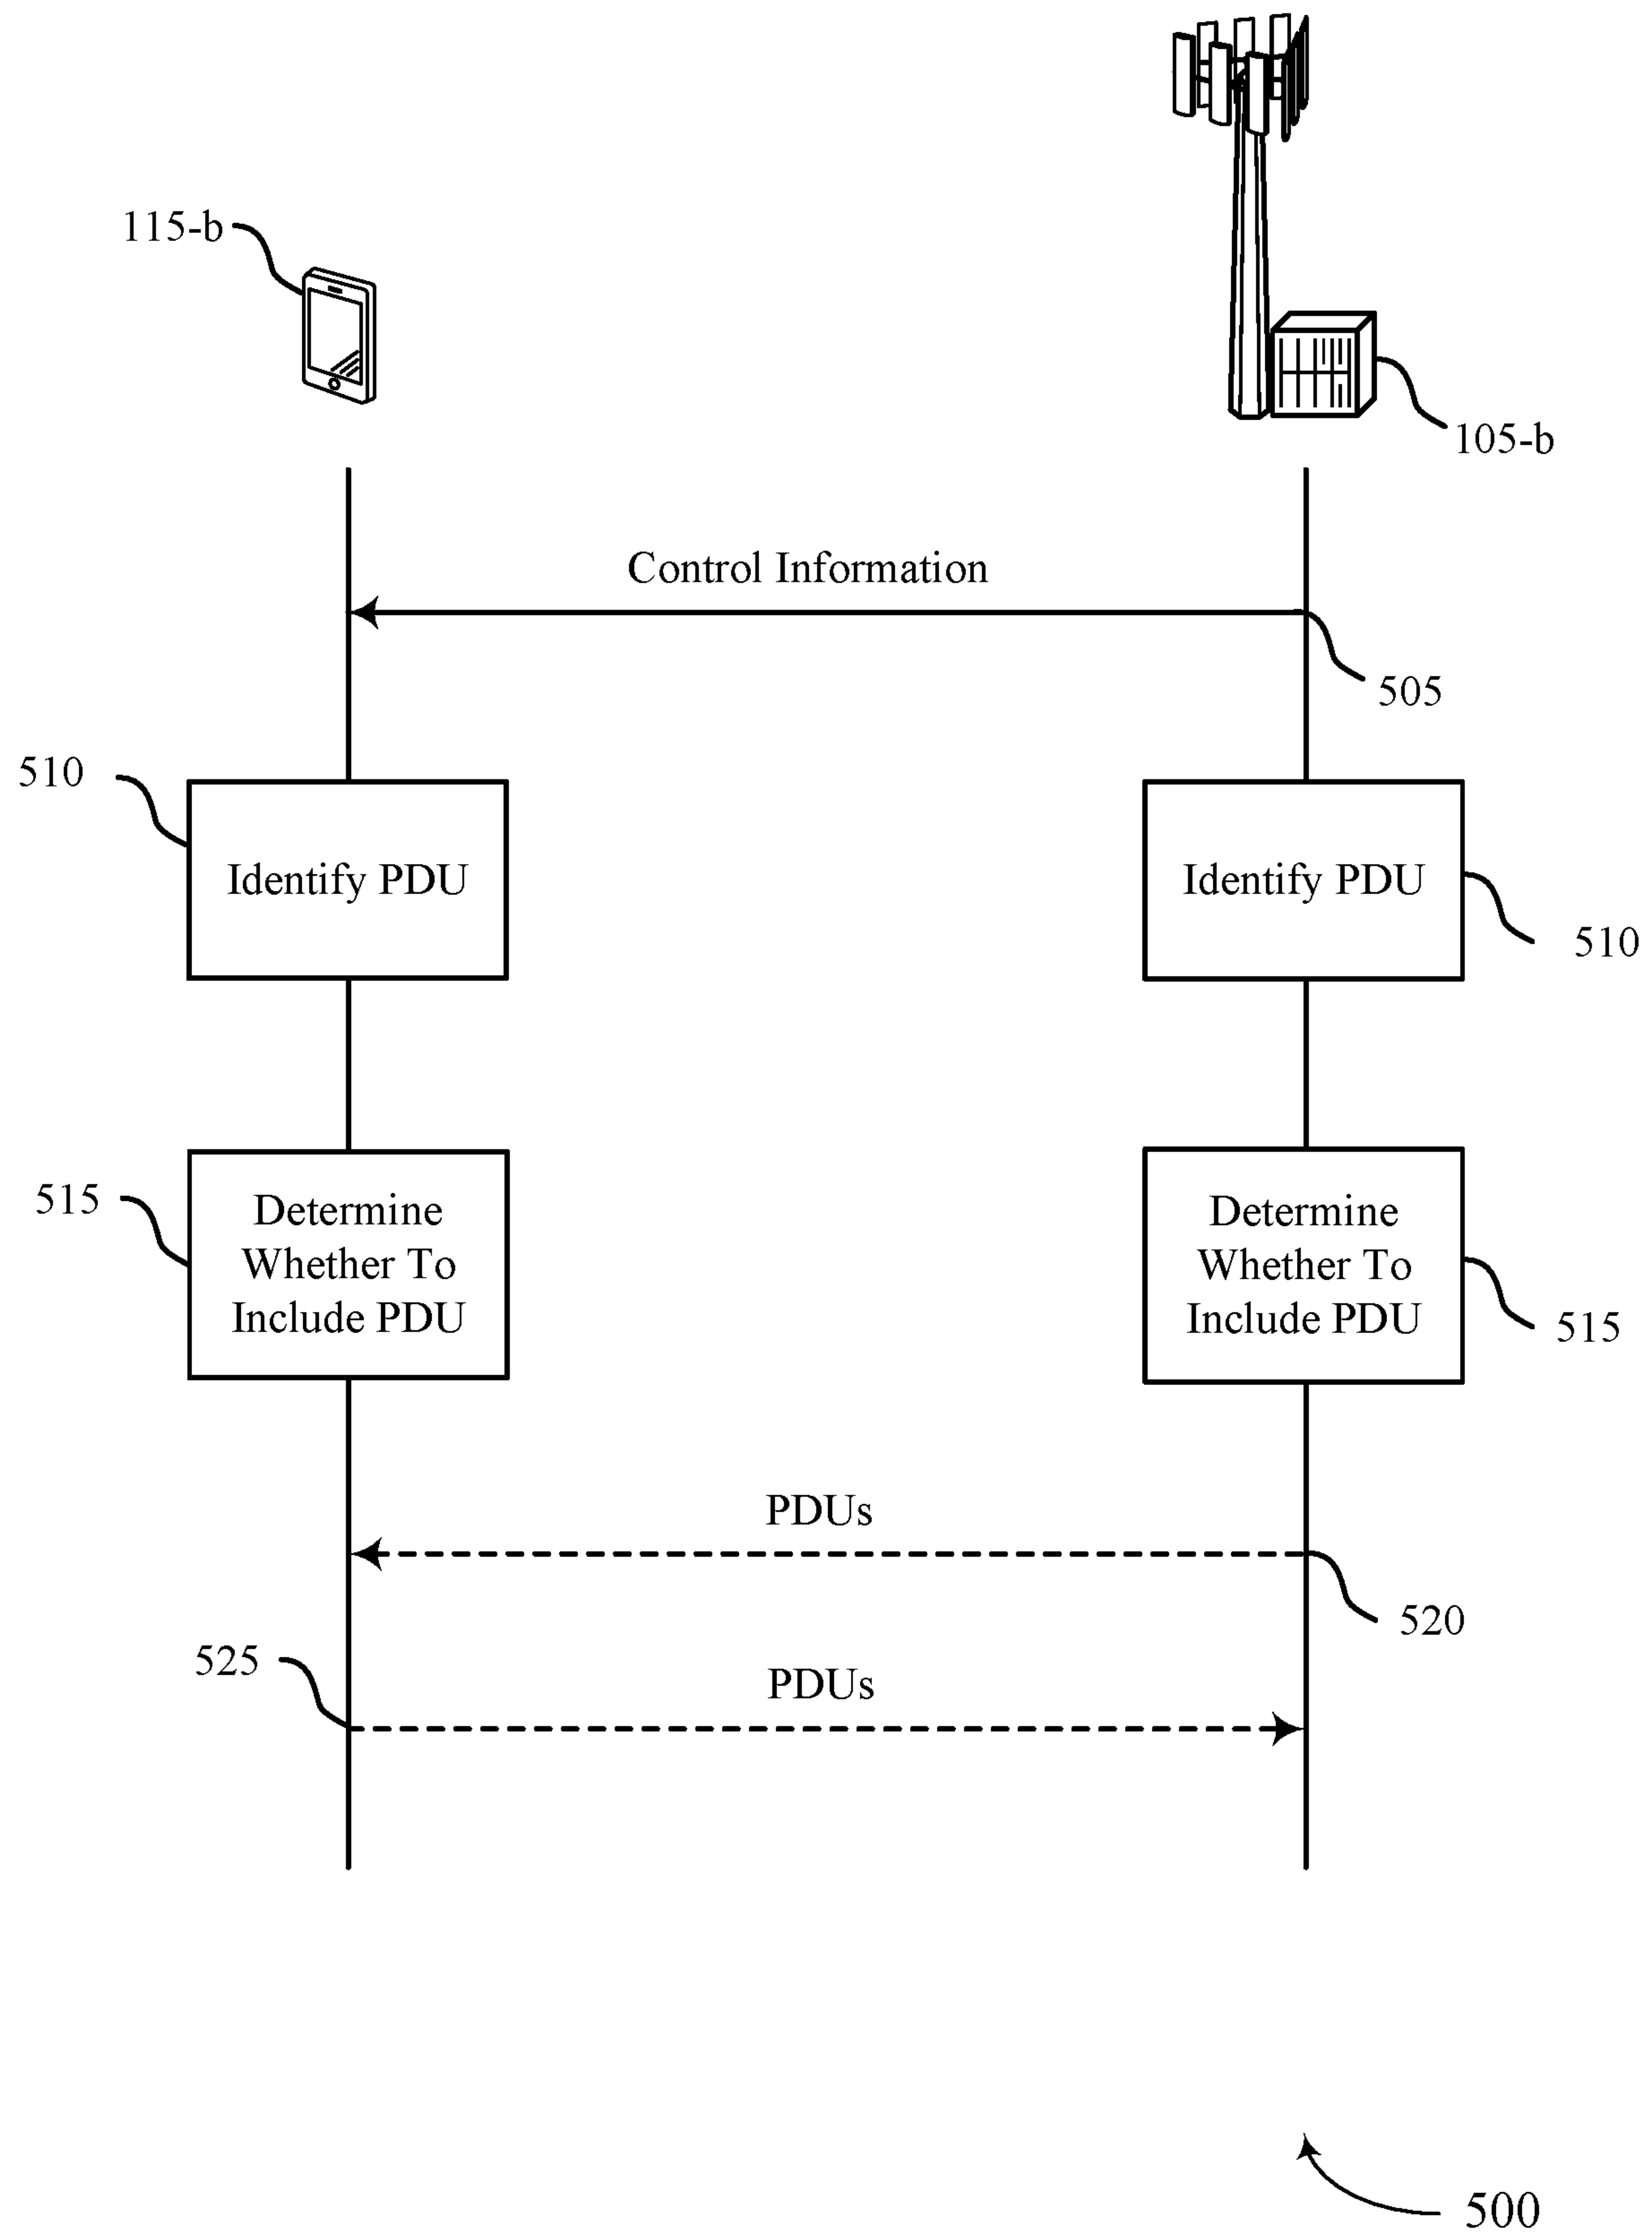 115-b
105-b
Control Information
505
510
Identify PDU
Identify PDU
510
515
Determine
Whether To
Include PDU
Determine
Whether To
Include PDU
515
PDUs
520
525
PDUs
500